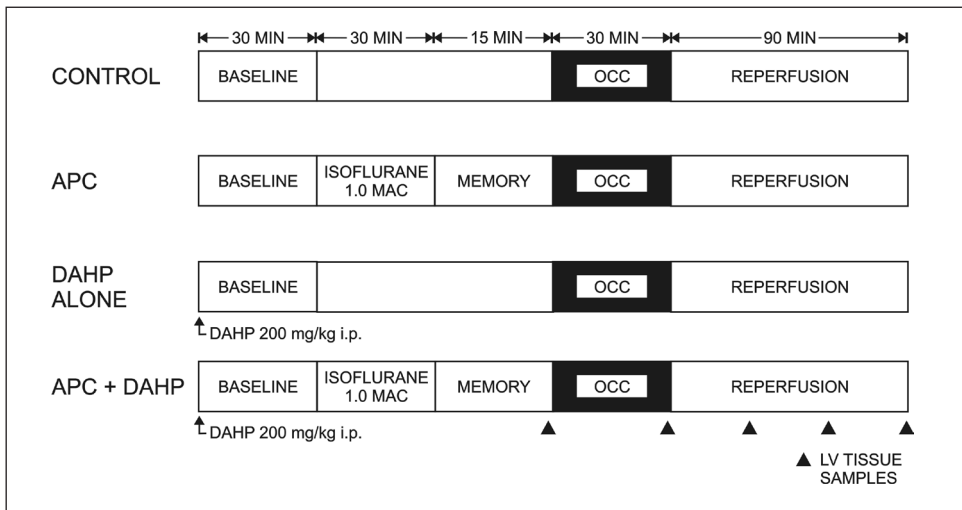 30 MIN 30 MIN 15 MIN 30 MIN 90 MIN
CONTROL BASELINE OCC REPERFUSION
APC BASELINE ISOFLURANE 1.0 MAC MEMORY OCC REPERFUSION
DAHP ALONE BASELINE OCC REPERFUSION
DAHP 200 mg/kg i.p.
APC + DAHP BASELINE ISOFLURANE 1.0 MAC MEMORY OCC REPERFUSION
DAHP 200 mg/kg i.p.
LV TISSUE
SAMPLES